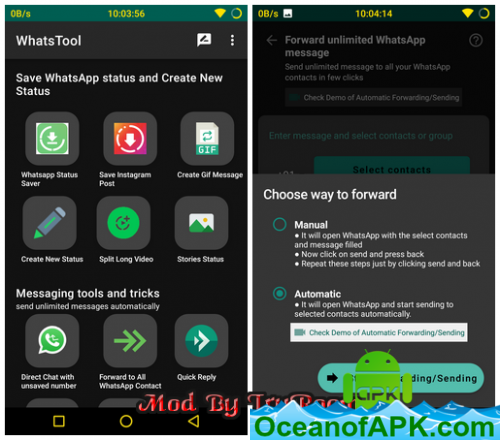 0B/s 10:03:56
WhatsTool
Save WhatsApp status and Create New
Status
Whatsapp Status
Saver
Save Instagram
Post
GIF
Create Gif Message
Create New Status
Split Long Video
Stories Status
Messaging tools and tricks
send unlimited messages automatically
Direct Chat with
unsaved number
Forward to All
WhatsApp Contact
Quick Reply
0B/s 10:04:14
Forward unlimited WhatsApp
message
Send unlimited message to all your WhatsApp
contacts in few clicks
Check Demo of Automatic Forwarding/Sending
Enter message and select contacts or group
Select contacts
Choose way to forward
Manual
● It will open WhatsApp with the select contacts
and message filled
● Now click on send and press back
● Repeat these steps just by clicking send and back
Automatic
● It will open WhatsApp and start sending to
selected contacts automatically.
Check Demo of Automatic Forwarding/Sending
arding/Sending
Mod By
OceanofAPK.com